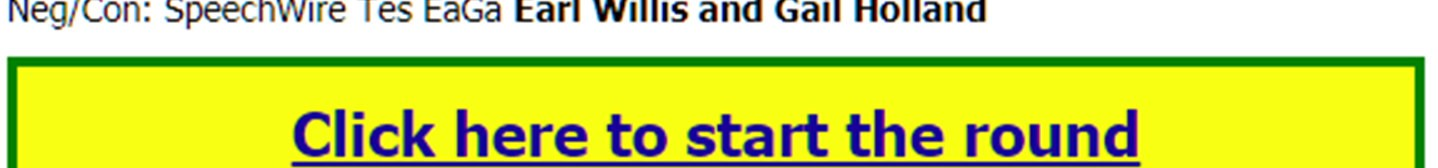 Neg/Con: SpeechWire Tes EaGa Earl Willis and Gail Holland
Click here to start the round